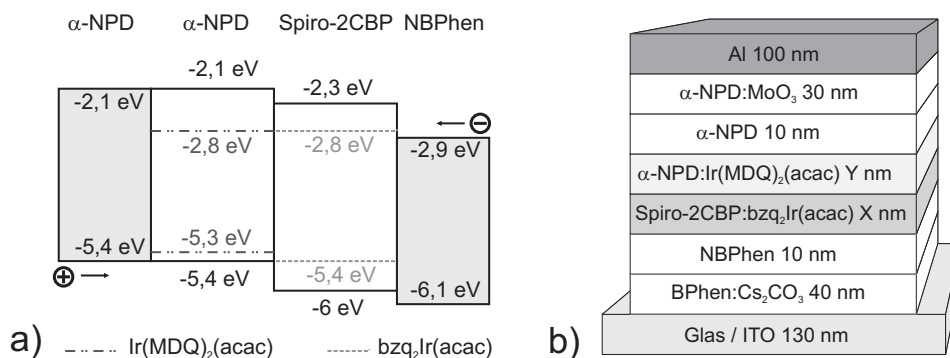 α-NPD α-NPD Spiro-2CBP NBPhen
-2,1 eV
-2,1 eV
-2,3 eV
-2,8 eV
-2,8 eV
-2,9 eV
-5,4 eV
-5,3 eV
-5,4 eV
-5,4 eV
-6 eV
-6,1 eV
a)
Ir(MDQ)₂(acac) bzq₂Ir(acac)
Al 100 nm
α-NPD:MoO₃ 30 nm
α-NPD 10 nm
α-NPD:Ir(MDQ)₂(acac) Y nm
Spiro-2CBP:bzq₂Ir(acac) X nm
NBPhen 10 nm
BPhen:Cs₂CO₃ 40 nm
Glas / ITO 130 nm
b)